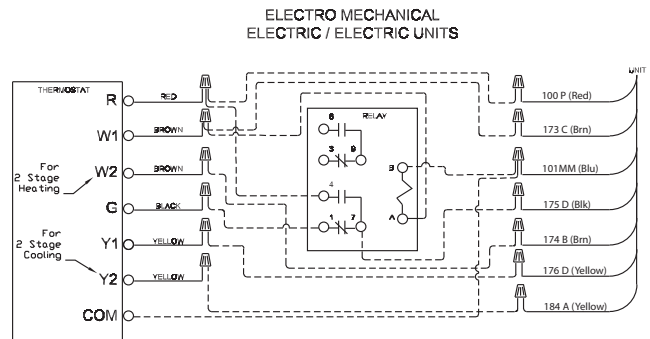 ELECTRO MECHANICAL
ELECTRIC / ELECTRIC UNITS
UNIT
THERMOSTAT
R
RED
100 P (Red)
6
RELAY
W1
BROWN
173 C (Brn)
3
9
For
2 Stage
Heating
W2
BROWN
B
101MM (Blu)
4
G
BLACK
175 D (Blk)
1
7
A
For
2 Stage
Cooling
Y1
YELLOW
174 B (Brn)
Y2
YELLOW
176 D (Yellow)
184 A (Yellow)
COM